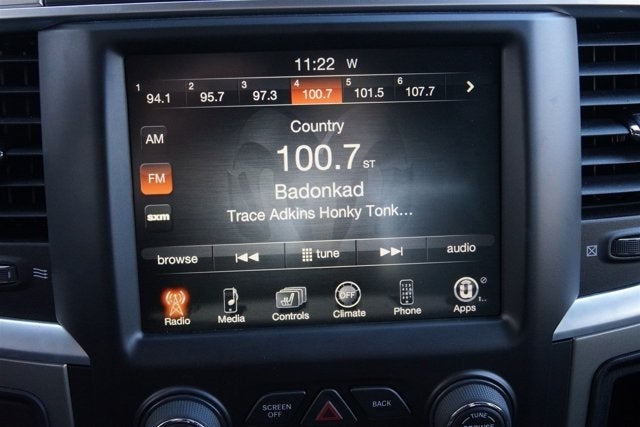 11:22 W
1 94.1 2 95.7 3 97.3 4 100.7 5 101.5 6 107.7
AM
Country
100.7 ST
FM
Badonkad
sxm
Trace Adkins Honky Tonk...
browse tune audio
OFF
Radio Media Controls Climate Phone Apps
SCREEN OFF
BACK
TUNE